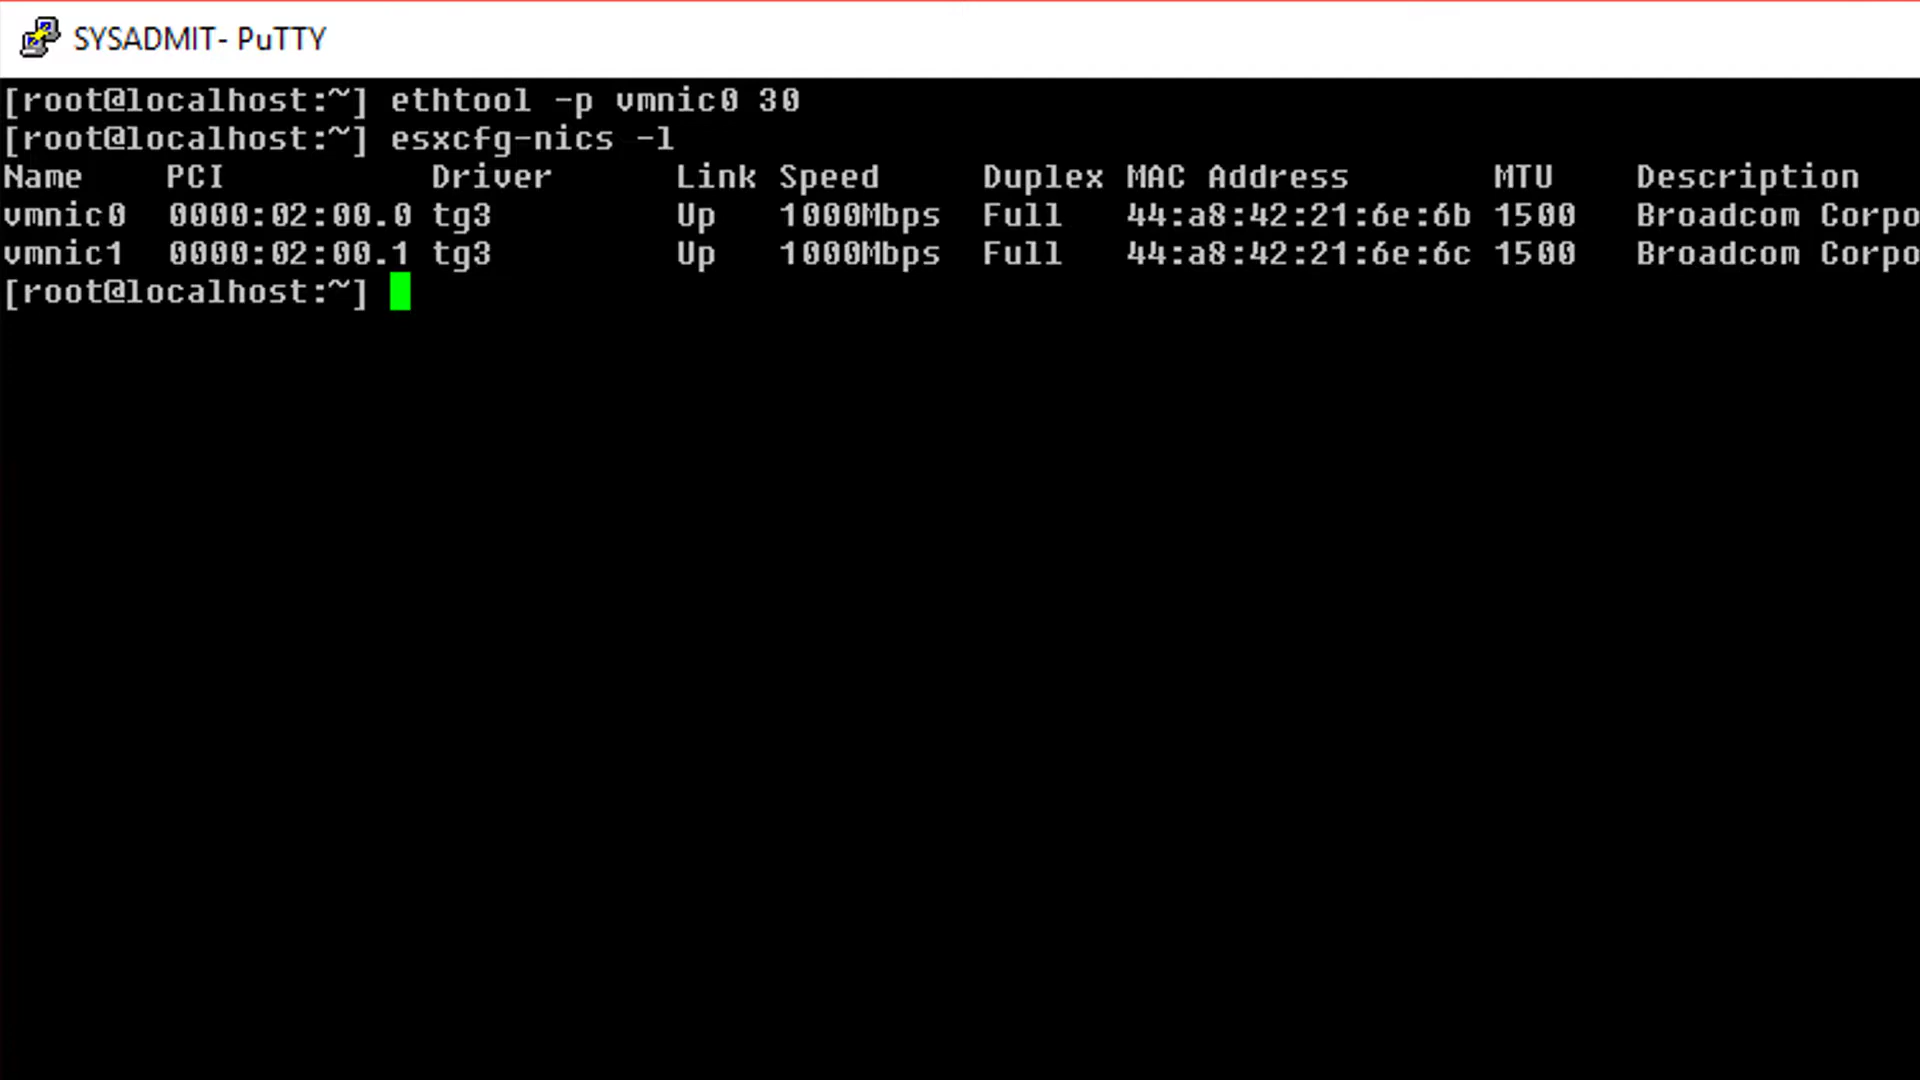 SYSADMIT- PuTTY
[root@localhost:~] ethtool -p vmnic0 30
[root@localhost:~] esxcfg-nics -l
Name PCI Driver Link Speed Duplex MAC Address MTU Description
vmnic0 0000:02:00.0 tg3 Up 1000Mbps Full 44:a8:42:21:6e:6b 1500 Broadcom Corpo
vmnic1 0000:02:00.1 tg3 Up 1000Mbps Full 44:a8:42:21:6e:6c 1500 Broadcom Corpo
[root@localhost:~]